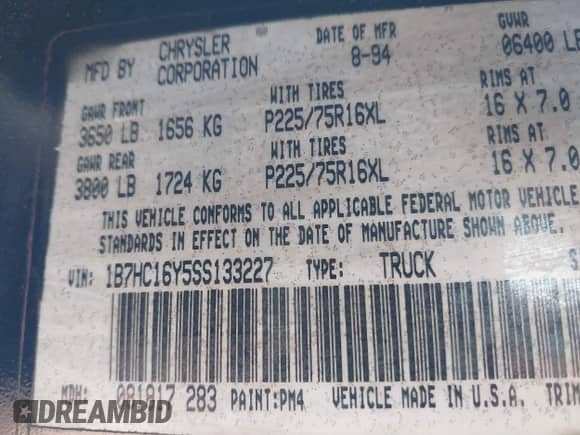 MFD BY CHRYSLER CORPORATION DATE OF MFR 8-94 GVWR 06400 LB
GAWR FRONT WITH TIRES RIMS AT
3650 LB 1656 KG P225/75R16XL 16 X 7.0
GAWR REAR WITH TIRES RIMS AT
3800 LB 1724 KG P225/75R16XL 16 X 7.0
THIS VEHICLE CONFORMS TO ALL APPLICABLE FEDERAL MOTOR VEHICLE
STANDARDS IN EFFECT ON THE DATE OF MANUFACTURE SHOWN ABOVE.
VIN: 1B7HC16Y5SS133227 TYPE: TRUCK S
MDH: 081817 283 PAINT:PM4 VEHICLE MADE IN U.S.A. TRIM
DREAMBID